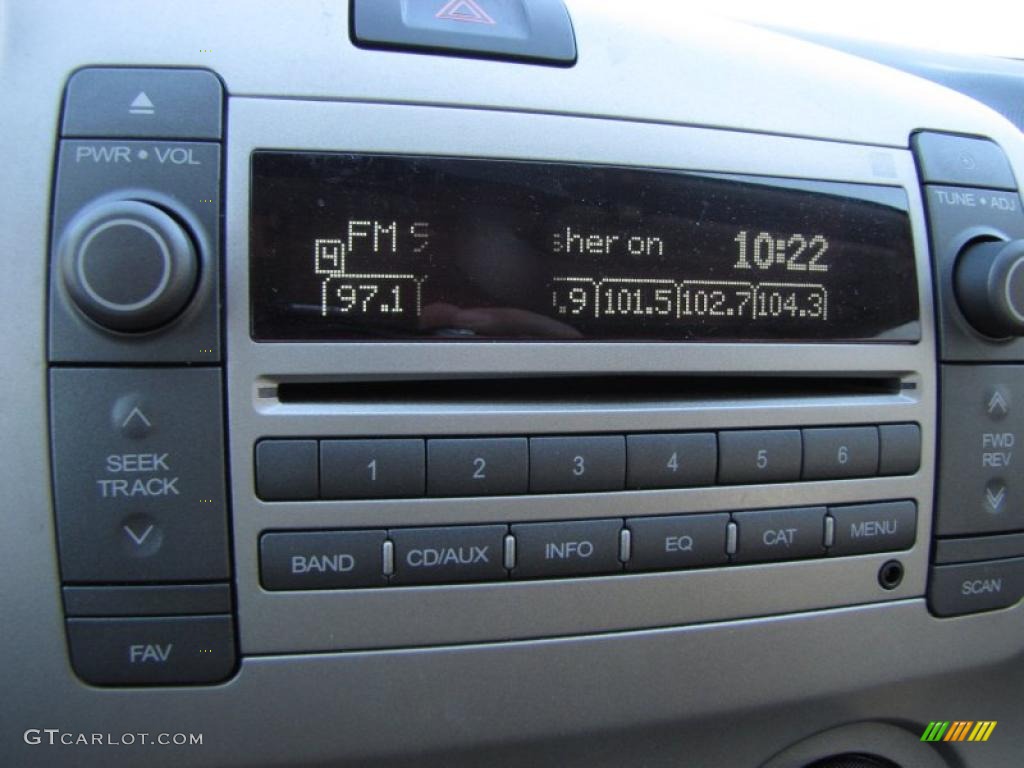 PWR • VOL
TUNE • ADJ
FM
on
10:22
4
97.1
101.5
102.7
104.3
SEEK
TRACK
FWD
REV
1
2
3
4
5
6
BAND
CD/AUX
INFO
EQ
CAT
MENU
SCAN
FAV
GTCARLOT.COM